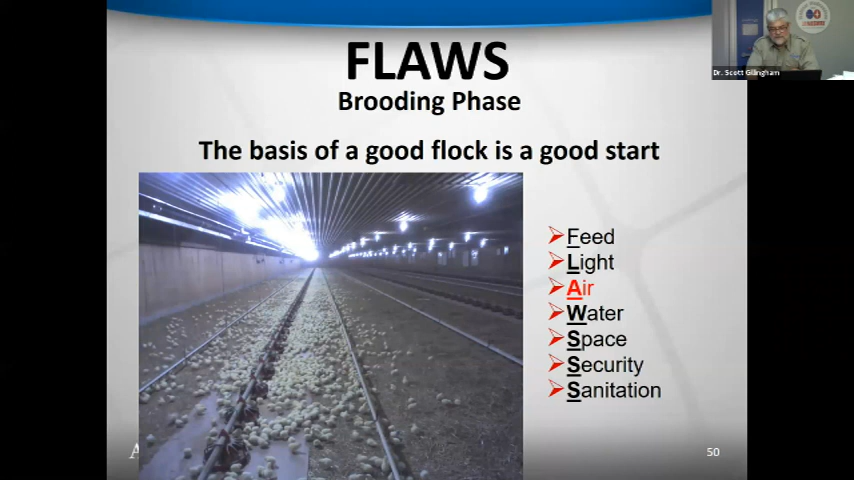 FLAWS
Brooding Phase
The basis of a good flock is a good start
Feed
Light
Air
Water
Space
Security
Sanitation
A
50
Dr. Scott Gillingham